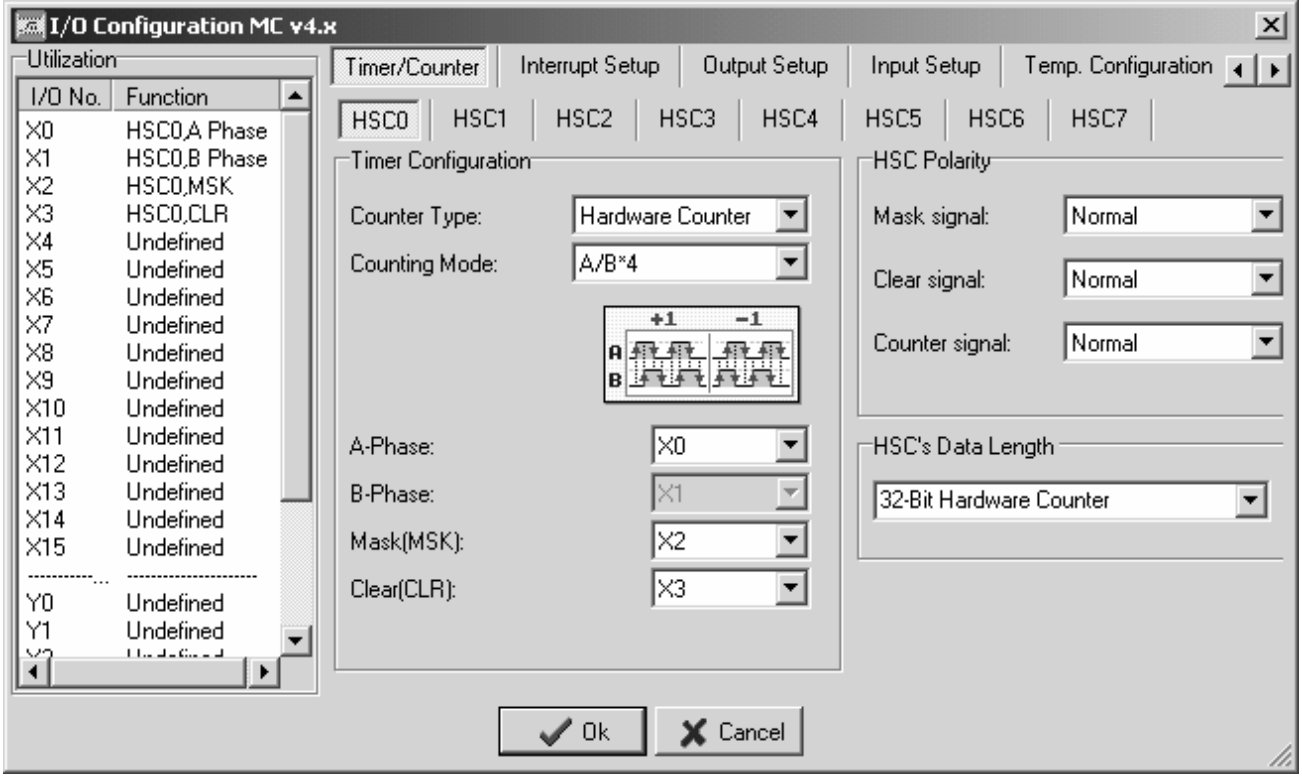 I/O Configuration MC v4.x
Utilization
I/O No. Function
X0 HSC0,A Phase
X1 HSC0,B Phase
X2 HSC0,MSK
X3 HSC0,CLR
X4 Undefined
X5 Undefined
X6 Undefined
X7 Undefined
X8 Undefined
X9 Undefined
X10 Undefined
X11 Undefined
X12 Undefined
X13 Undefined
X14 Undefined
X15 Undefined
-----------... ----------------------
Y0 Undefined
Y1 Undefined
Timer/Counter Interrupt Setup Output Setup Input Setup Temp. Configuration
HSC0 HSC1 HSC2 HSC3 HSC4 HSC5 HSC6 HSC7
Timer Configuration
Counter Type: Hardware Counter
Counting Mode: A/B*4
+1 -1
A
B
A-Phase: X0
B-Phase: X1
Mask(MSK): X2
Clear(CLR): X3
HSC Polarity
Mask signal: Normal
Clear signal: Normal
Counter signal: Normal
HSC's Data Length
32-Bit Hardware Counter
Ok Cancel